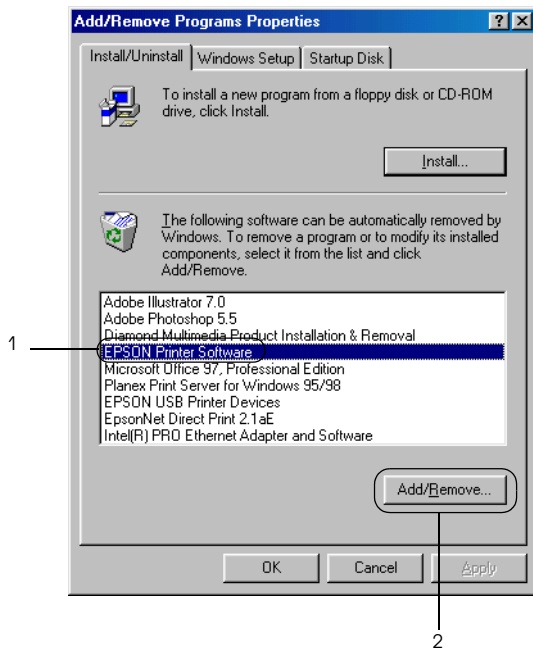 Add/Remove Programs Properties
Install/Uninstall
Windows Setup
Startup Disk
To install a new program from a floppy disk or CD-ROM
drive, click Install.
Install...
The following software can be automatically removed by
Windows. To remove a program or to modify its installed
components, select it from the list and click
Add/Remove.
Adobe Illustrator 7.0
Adobe Photoshop 5.5
Diamond Multimedia Product Installation & Removal
1
EPSON Printer Software
Microsoft Office 97, Professional Edition
Planex Print Server for Windows 95/98
EPSON USB Printer Devices
EpsonNet Direct Print 2.1aE
Intel(R) PRO Ethernet Adapter and Software
Add/Remove...
OK
Cancel
Apply
2